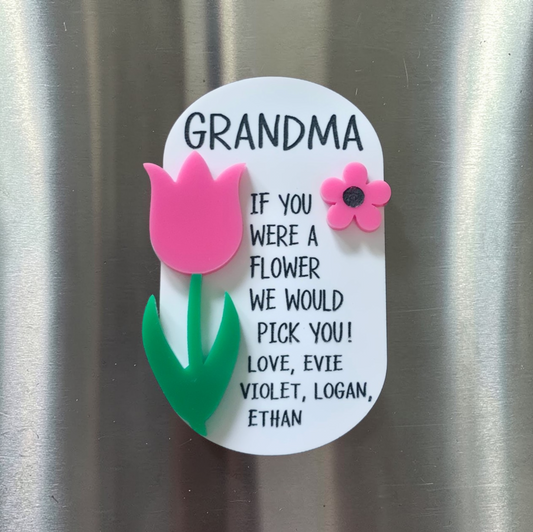 GRANDMA
IF YOU
WERE A
FLOWER
WE WOULD
PICK YOU!
LOVE, EVIE
VIOLET, LOGAN,
ETHAN